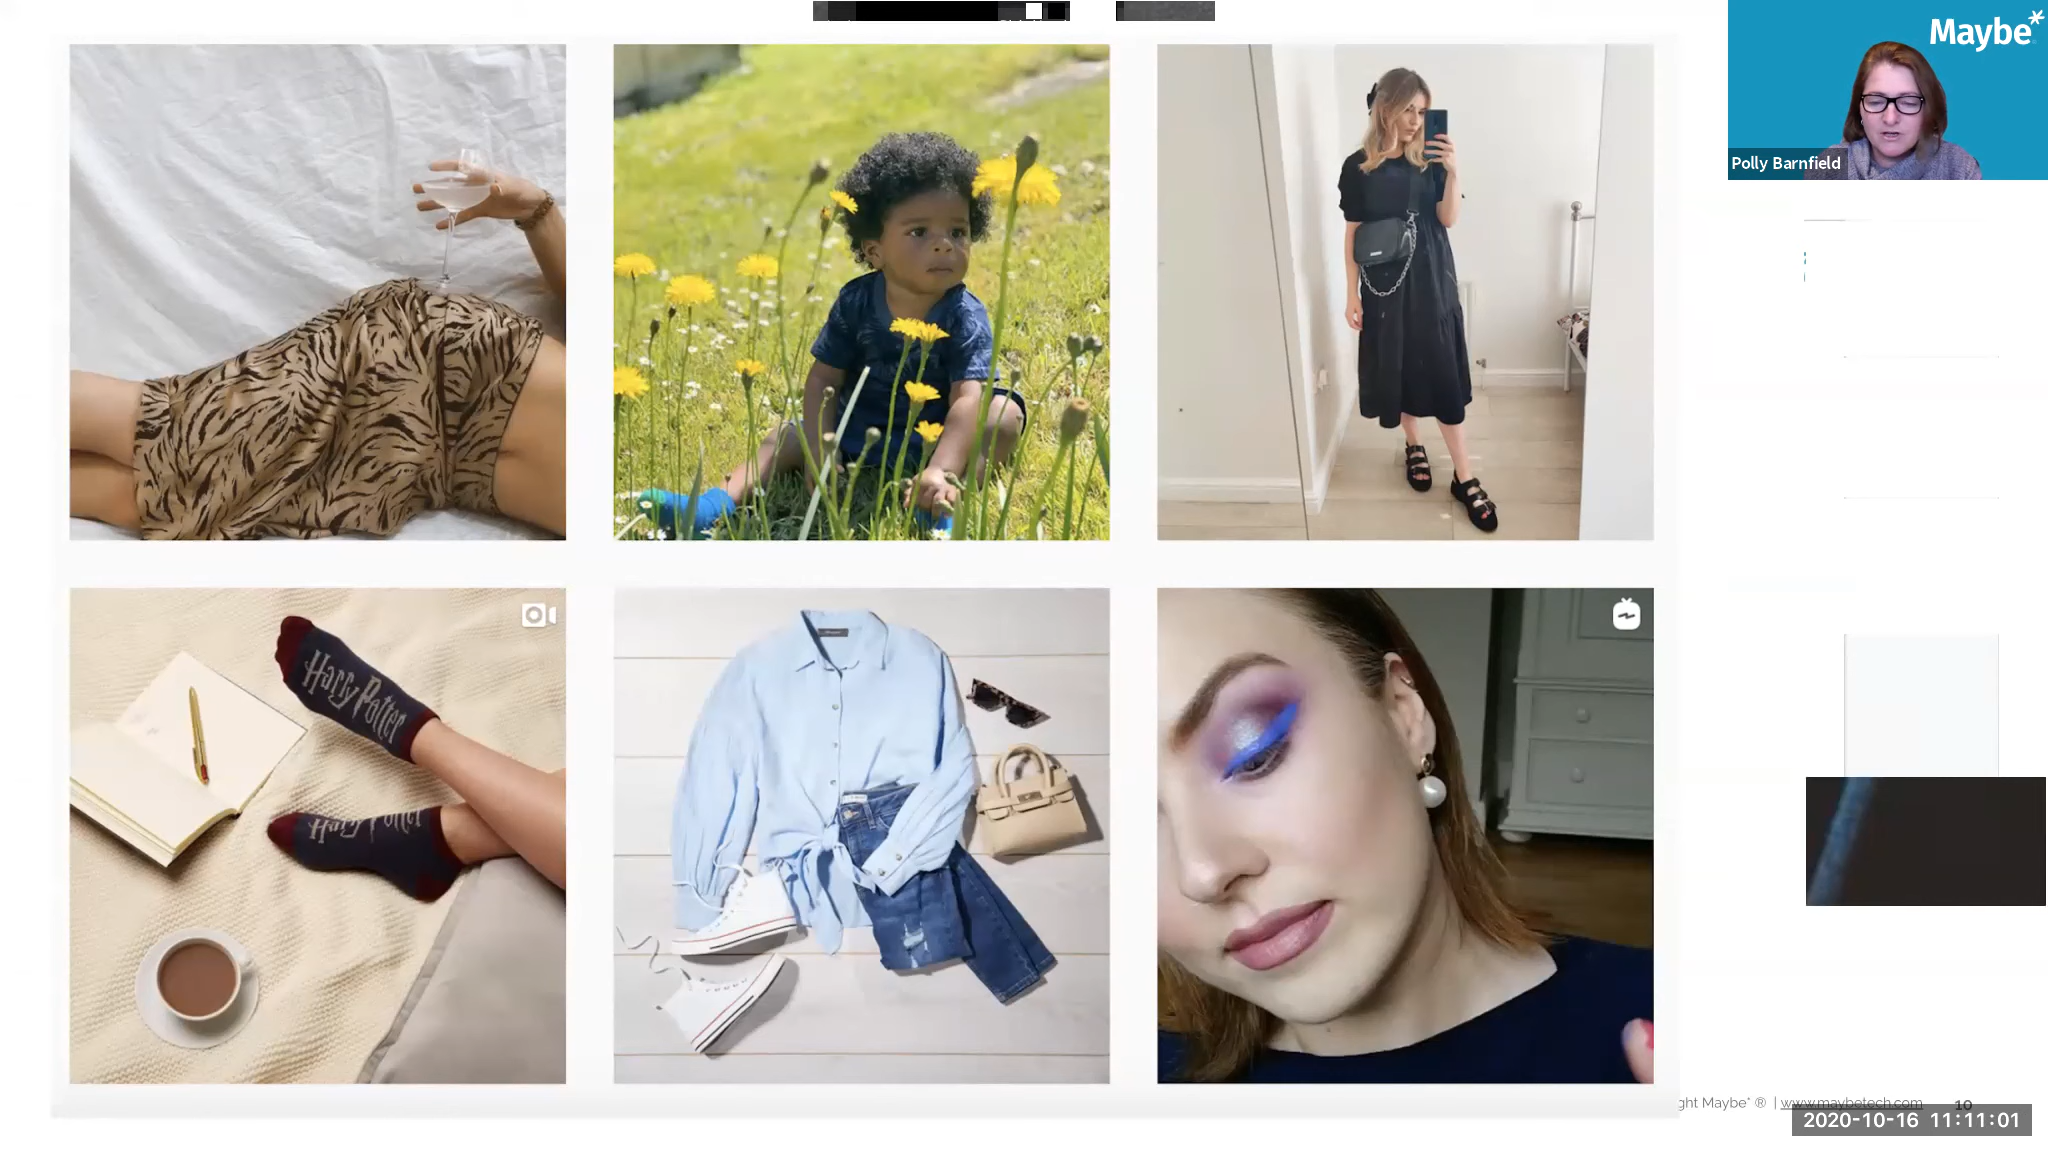 Maybe*
Polly Barnfield
Harry Potter
Harry Potter
ght Maybe* ® | www.maybetech.com 10
2020-10-16 11:11:01